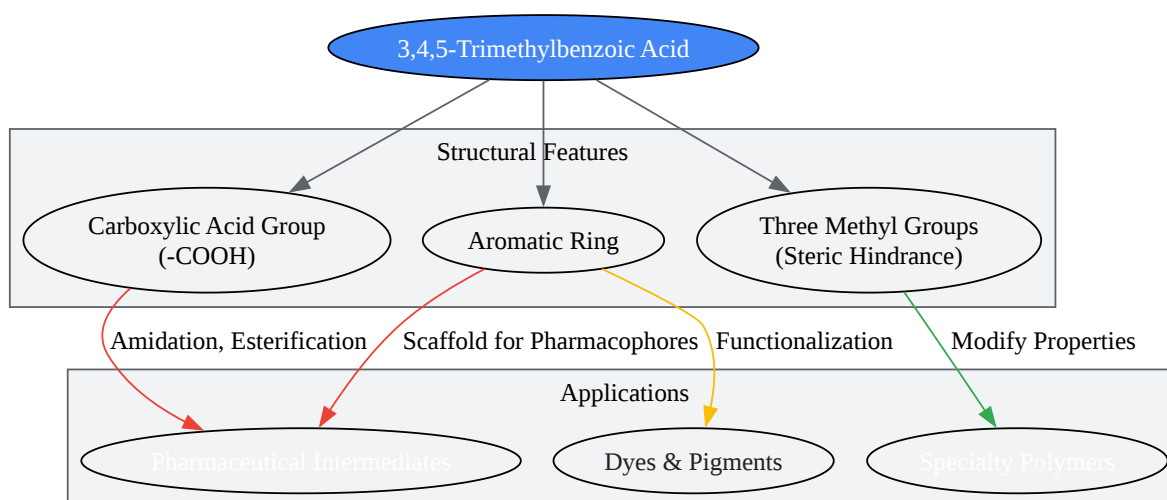 3,4,5-Trimethylbenzoic Acid
Structural Features
Carboxylic Acid Group
(-COOH)
Aromatic Ring
Three Methyl Groups
(Steric Hindrance)
Amidation, Esterification
Scaffold for Pharmacophores
Functionalization
Modify Properties
Applications
Pharmaceutical Intermediates
Dyes & Pigments
Specialty Polymers